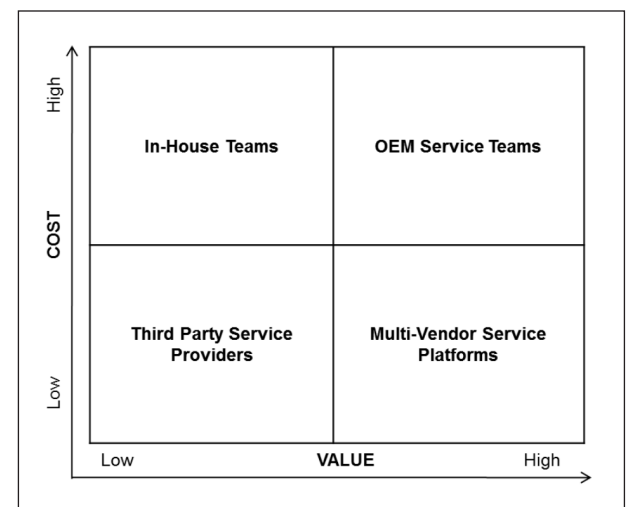 High
In-House Teams
OEM Service Teams
COST
Third Party Service
Providers
Multi-Vendor Service
Platforms
Low
Low
VALUE
High